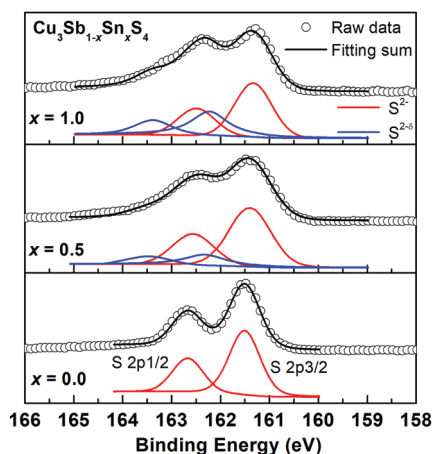 Cu₃Sb₁₋ₓSnₓS₄
Raw data
Fitting sum
S²⁻
S²⁻ᵟ
x = 1.0
x = 0.5
S 2p1/2
S 2p3/2
x = 0.0
166 165 164 163 162 161 160 159 158
Binding Energy (eV)